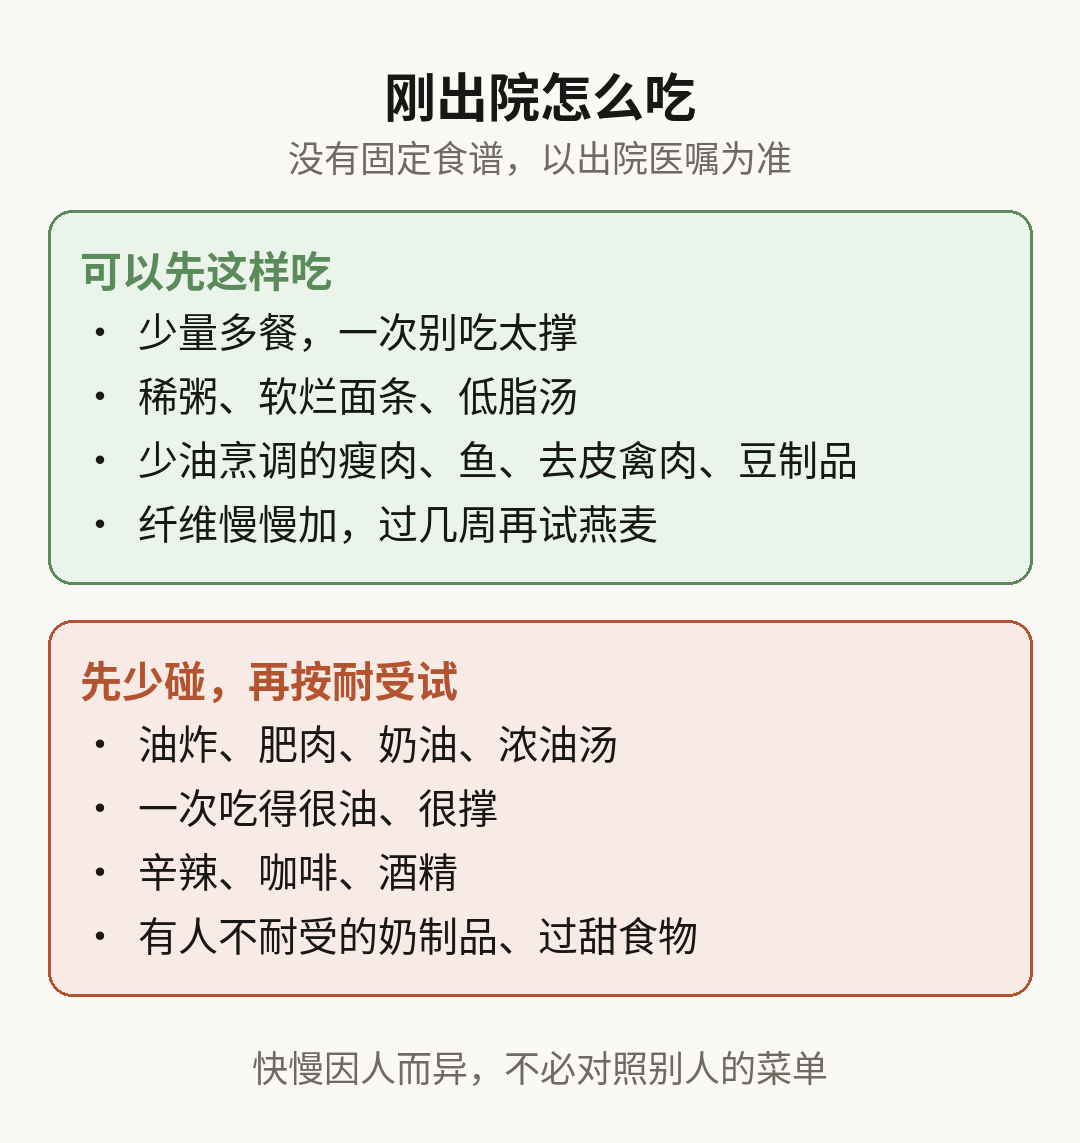 刚出院怎么吃
没有固定食谱，以出院医嘱为准
可以先这样吃
• 少量多餐，一次别吃太撑
• 稀粥、软烂面条、低脂汤
• 少油烹调的瘦肉、鱼、去皮禽肉、豆制品
• 纤维慢慢加，过几周再试燕麦
先少碰，再按耐受试
• 油炸、肥肉、奶油、浓油汤
• 一次吃得很油、很撑
• 辛辣、咖啡、酒精
• 有人不耐受的奶制品、过甜食物
快慢因人而异，不必对照别人的菜单